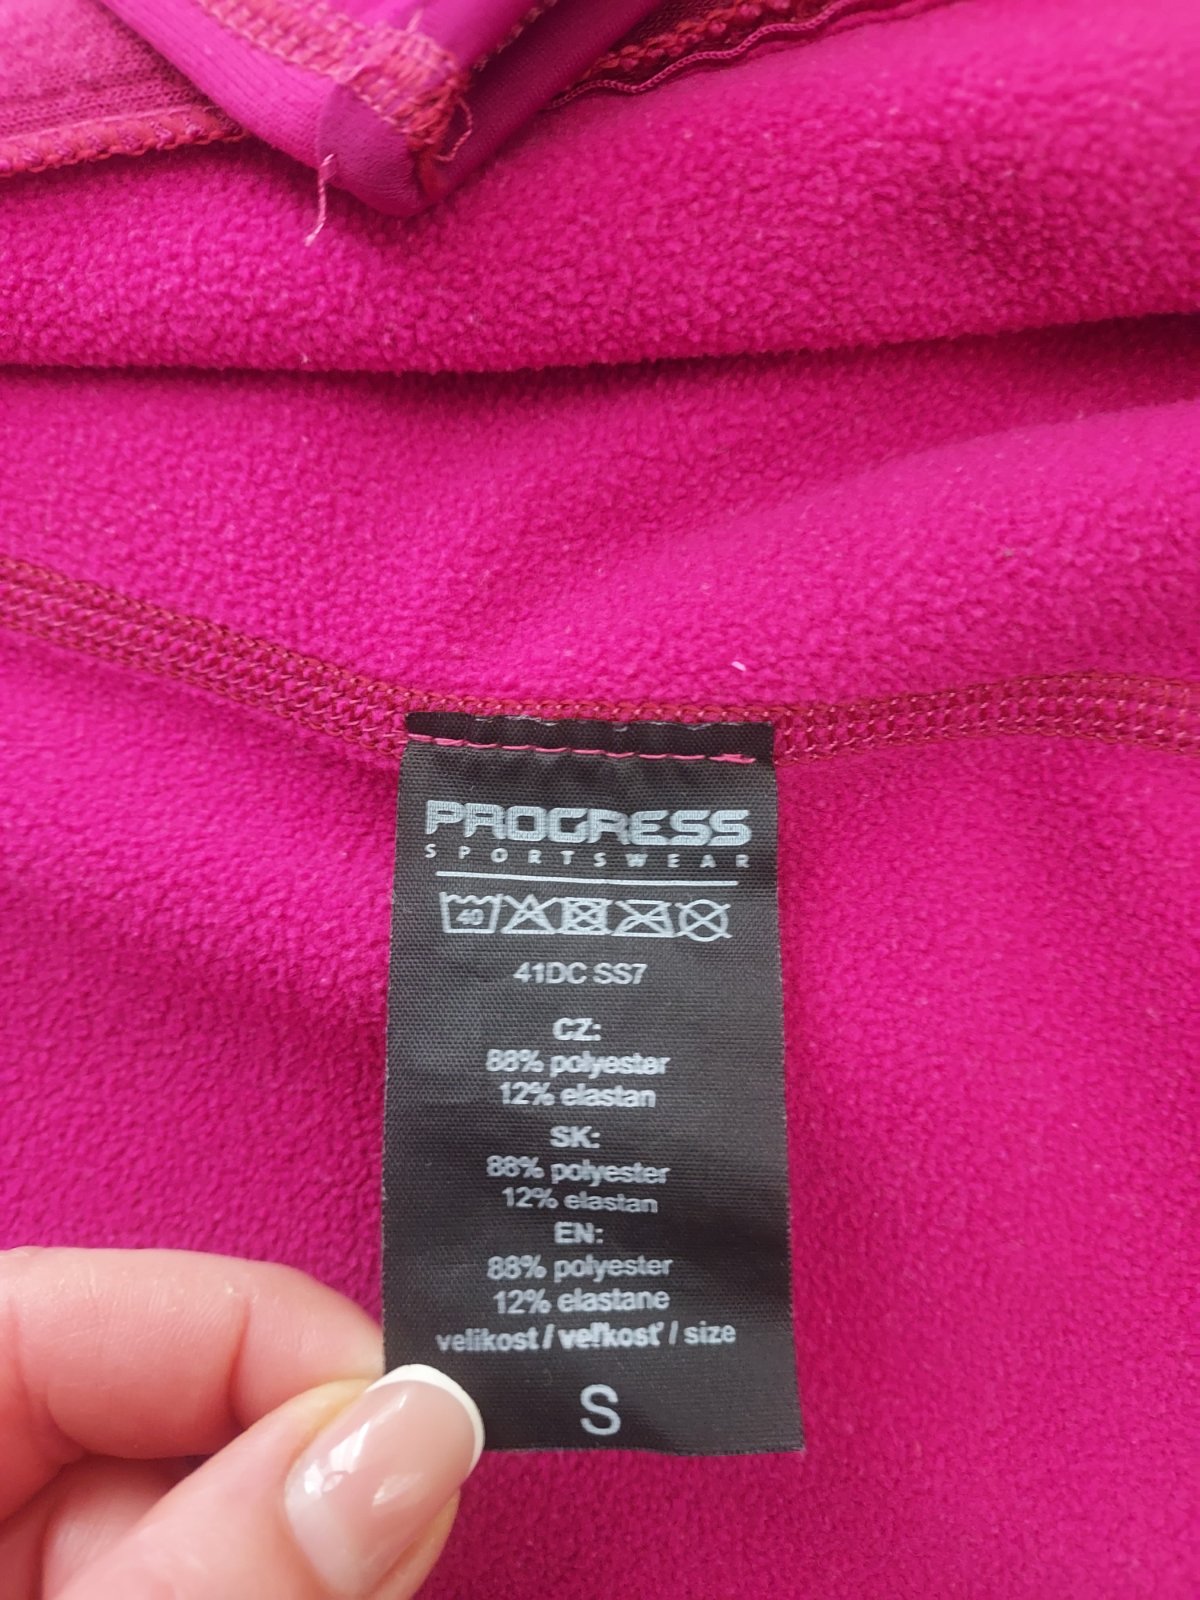 PROGRESS
SPORTSWEAR
40
41DC SS7
CZ:
88% polyester
12% elastan
SK:
88% polyester
12% elastan
EN:
88% polyester
12% elastane
velikost / veľkosť / size
S